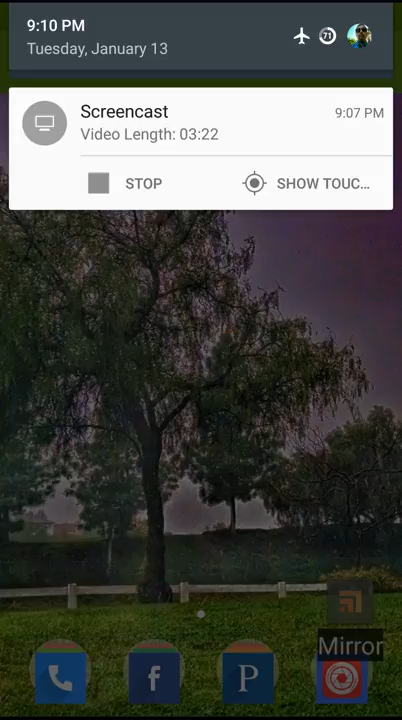 9:10 PM
Tuesday, January 13
71
Screencast
9:07 PM
Video Length: 03:22
STOP
SHOW TOUC...
Mirror
f
P